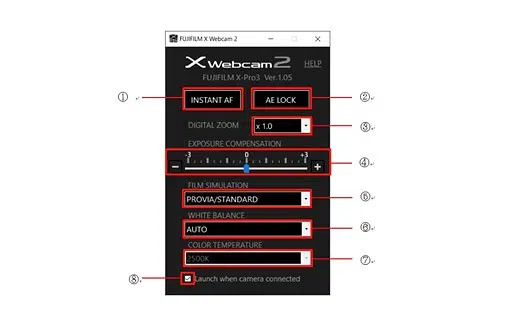 FUJIFILM X Webcam 2
X Webcam 2 HELP
FUJIFILM X-Pro3 Ver.1.05
① INSTANT AF AE LOCK ②
DIGITAL ZOOM x 1.0 ③
EXPOSURE COMPENSATION
-3 0 +3
− + ④
FILM SIMULATION
PROVIA/STANDARD ⑤
WHITE BALANCE
AUTO ⑥
COLOR TEMPERATURE
2500K ⑦
⑧ Launch when camera connected